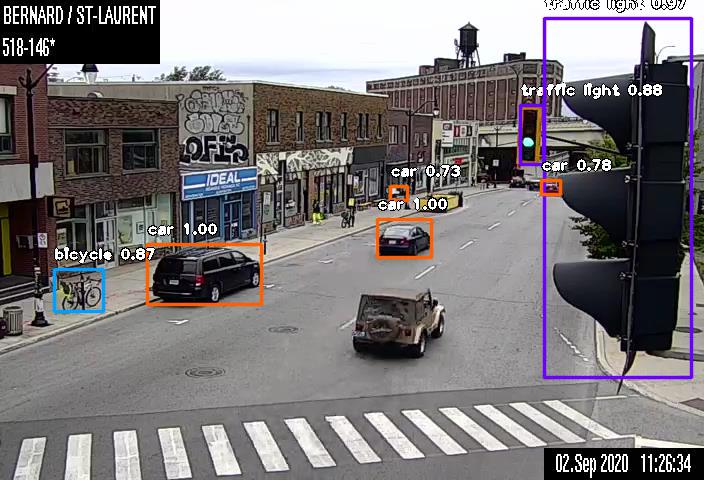 BERNARD / ST-LAURENT
518-146*
traffic light 0.97
traffic light 0.88
car 0.78
car 0.73
car 1.00
IDEAL
car 1.00
bicycle 0.87
02.Sep 2020 11:26:34